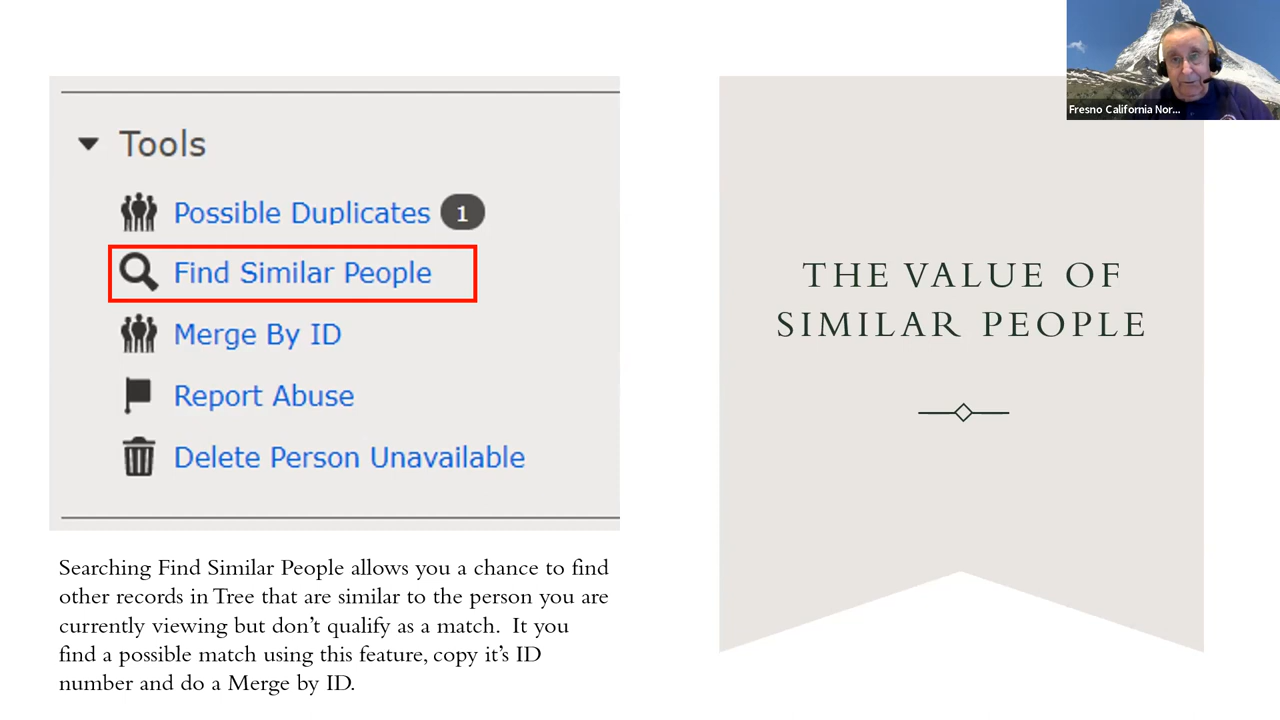 Fresno California Nor...
Tools
Possible Duplicates 1
Find Similar People
Merge By ID
Report Abuse
Delete Person Unavailable
THE VALUE OF
SIMILAR PEOPLE
Searching Find Similar People allows you a chance to find
other records in Tree that are similar to the person you are
currently viewing but don’t qualify as a match.  It you
find a possible match using this feature, copy it’s ID
number and do a Merge by ID.